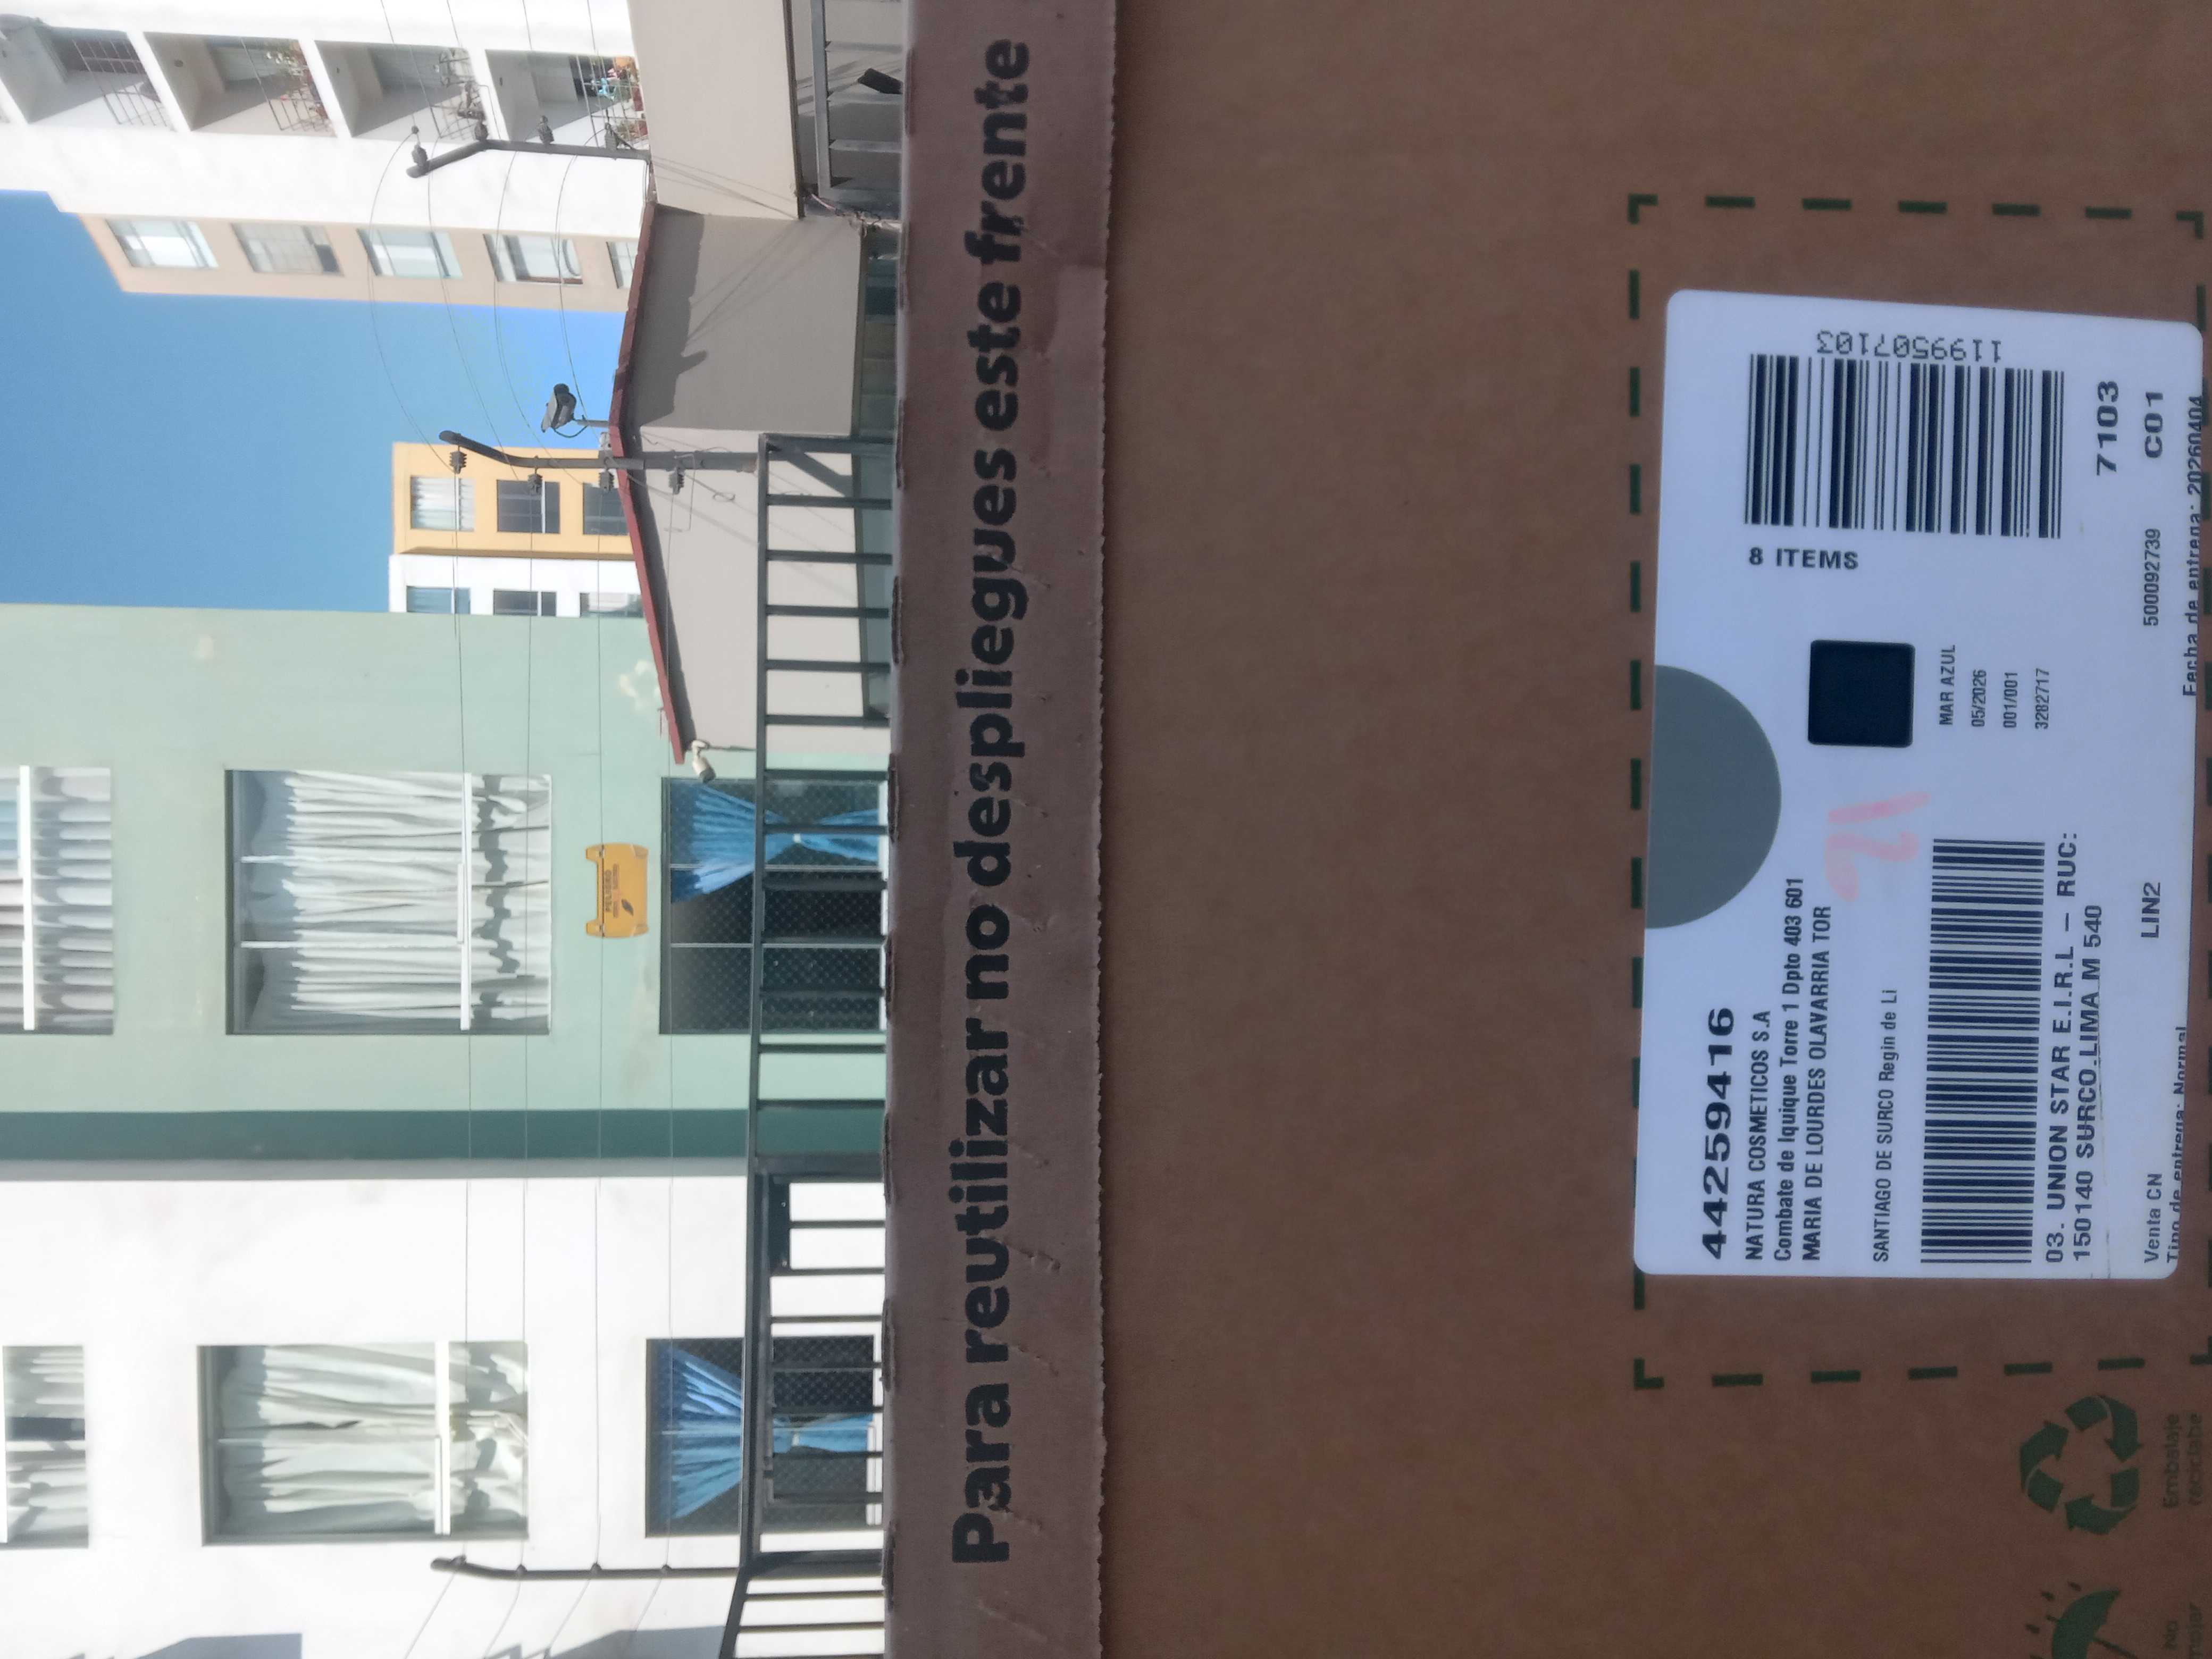 PELIGRO
Para reutilizar no despliegues este frente
44259416
NATURA COSMETICOS S.A
Combate de Iquique Torre 1 Dpto 403 601
MARIA DE LOURDES OLAVARRIA TOR
SANTIAGO DE SURCO Regin de Li
03. UNION STAR E.I.R.L – RUC:
150140 SURCO.LIMA M 540
Venta CN
LIN2
Tipo de entrega: Normal
8 ITEMS
1199507103
MAR AZUL
05/2026
001/001
3282717
7103
500092739
C01
Fecha de entrega: 20260404
Embalaje
reciclable
No
mojar